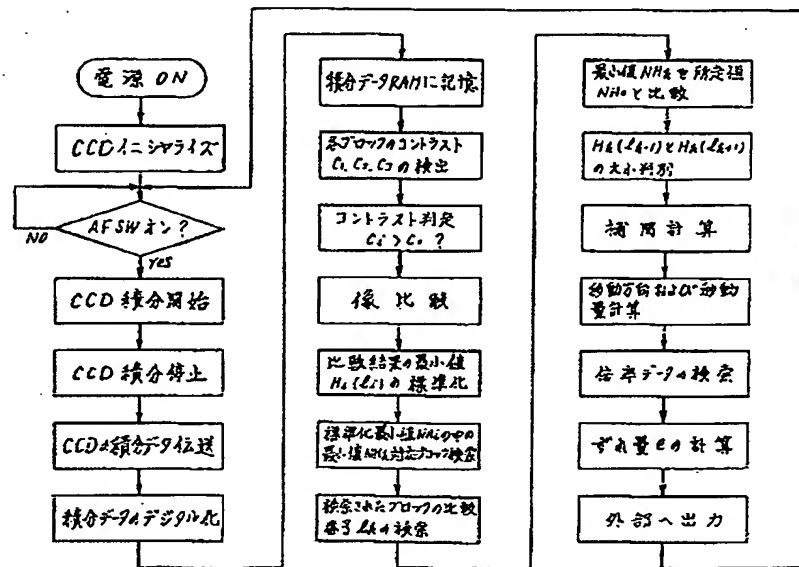 電源ON
CCDイニシャライズ
AFSWオン?
NO
YES
CCD積分開始
CCD積分停止
CCDの積分データ伝送
積分データのデジタル化
積分データRAMに記憶
各ブロックのコントラスト
C₁、C₂、C₃の検出
コントラスト判定
Ci>C₀?
像比較
比較結果の最小値
Hi(li)の標準化
標準化最小値NHiの中の
最小値NHk対応ブロック検索
検索されたブロックの比較
番号lkの検索
最小値NHkを所定値
NH₀と比較
Hk(lk-1)とHk(lk+1)
の大小判別
補間計算
移動方向および移動
量計算
倍率データの検索
ずれ量eの計算
外部へ出力